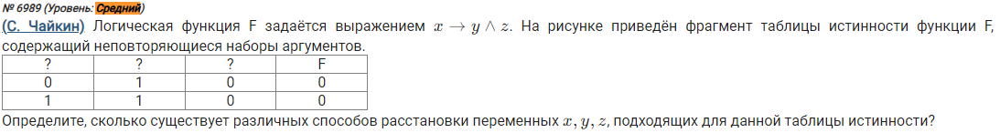 № 6989 (Уровень: Средний)
(С. Чайкин) Логическая функция F задаётся выражением x → y ∧ z. На рисунке приведён фрагмент таблицы истинности функции F,
содержащий неповторяющиеся наборы аргументов.
? ? ? F
0 1 0 0
1 1 0 0
Определите, сколько существует различных способов расстановки переменных x, y, z, подходящих для данной таблицы истинности?